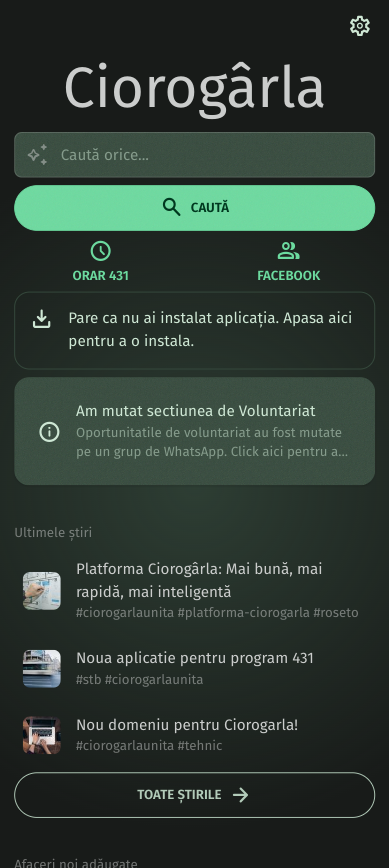 Ciorogârla
Caută orice...
CAUTĂ
ORAR 431
FACEBOOK
Pare ca nu ai instalat aplicația. Apasa aici
pentru a o instala.
Am mutat sectiunea de Voluntariat
Oportunitatile de voluntariat au fost mutate
pe un grup de WhatsApp. Click aici pentru a...
Ultimele știri
Platforma Ciorogârla: Mai bună, mai
rapidă, mai inteligentă
#ciorogarlaunita #platforma-ciorogarla #roseto
Noua aplicatie pentru program 431
#stb #ciorogarlaunita
Nou domeniu pentru Ciorogarla!
#ciorogarlaunita #tehnic
TOATE ȘTIRILE
Afaceri noi adăugate